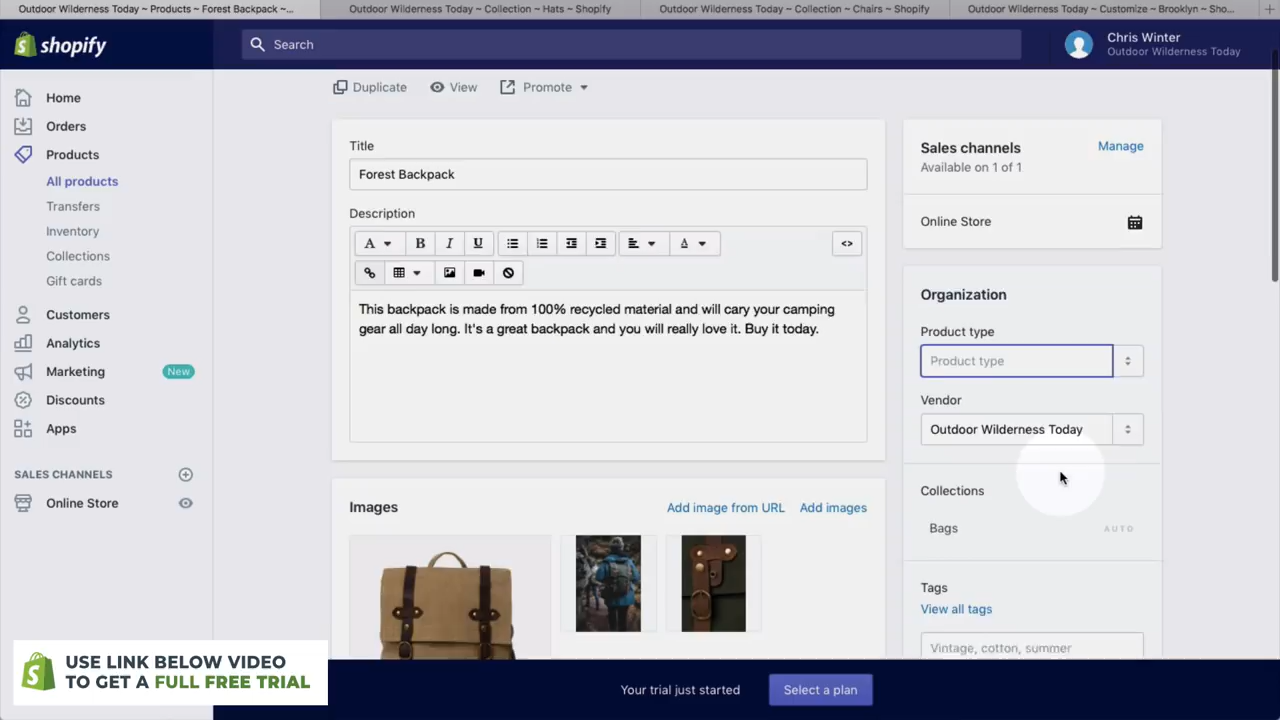 Outdoor Wilderness Today ~ Products ~ Forest Backpack ~...
Outdoor Wilderness Today ~ Collection ~ Hats ~ Shopify
Outdoor Wilderness Today ~ Collection ~ Chairs ~ Shopify
Outdoor Wilderness Today ~ Customize ~ Brooklyn ~ Sho...
shopify
Search
Chris Winter
Outdoor Wilderness Today
Home
Orders
Products
All products
Transfers
Inventory
Collections
Gift cards
Customers
Analytics
Marketing
New
Discounts
Apps
SALES CHANNELS
Online Store
Duplicate
View
Promote
Title
Forest Backpack
Description
A
B
I
U
A
<>
This backpack is made from 100% recycled material and will cary your camping
gear all day long. It's a great backpack and you will really love it. Buy it today.
Images
Add image from URL
Add images
Sales channels
Manage
Available on 1 of 1
Online Store
Organization
Product type
Product type
Vendor
Outdoor Wilderness Today
Collections
Bags
AUTO
Tags
View all tags
Vintage, cotton, summer
USE LINK BELOW VIDEO
TO GET A FULL FREE TRIAL
Your trial just started
Select a plan